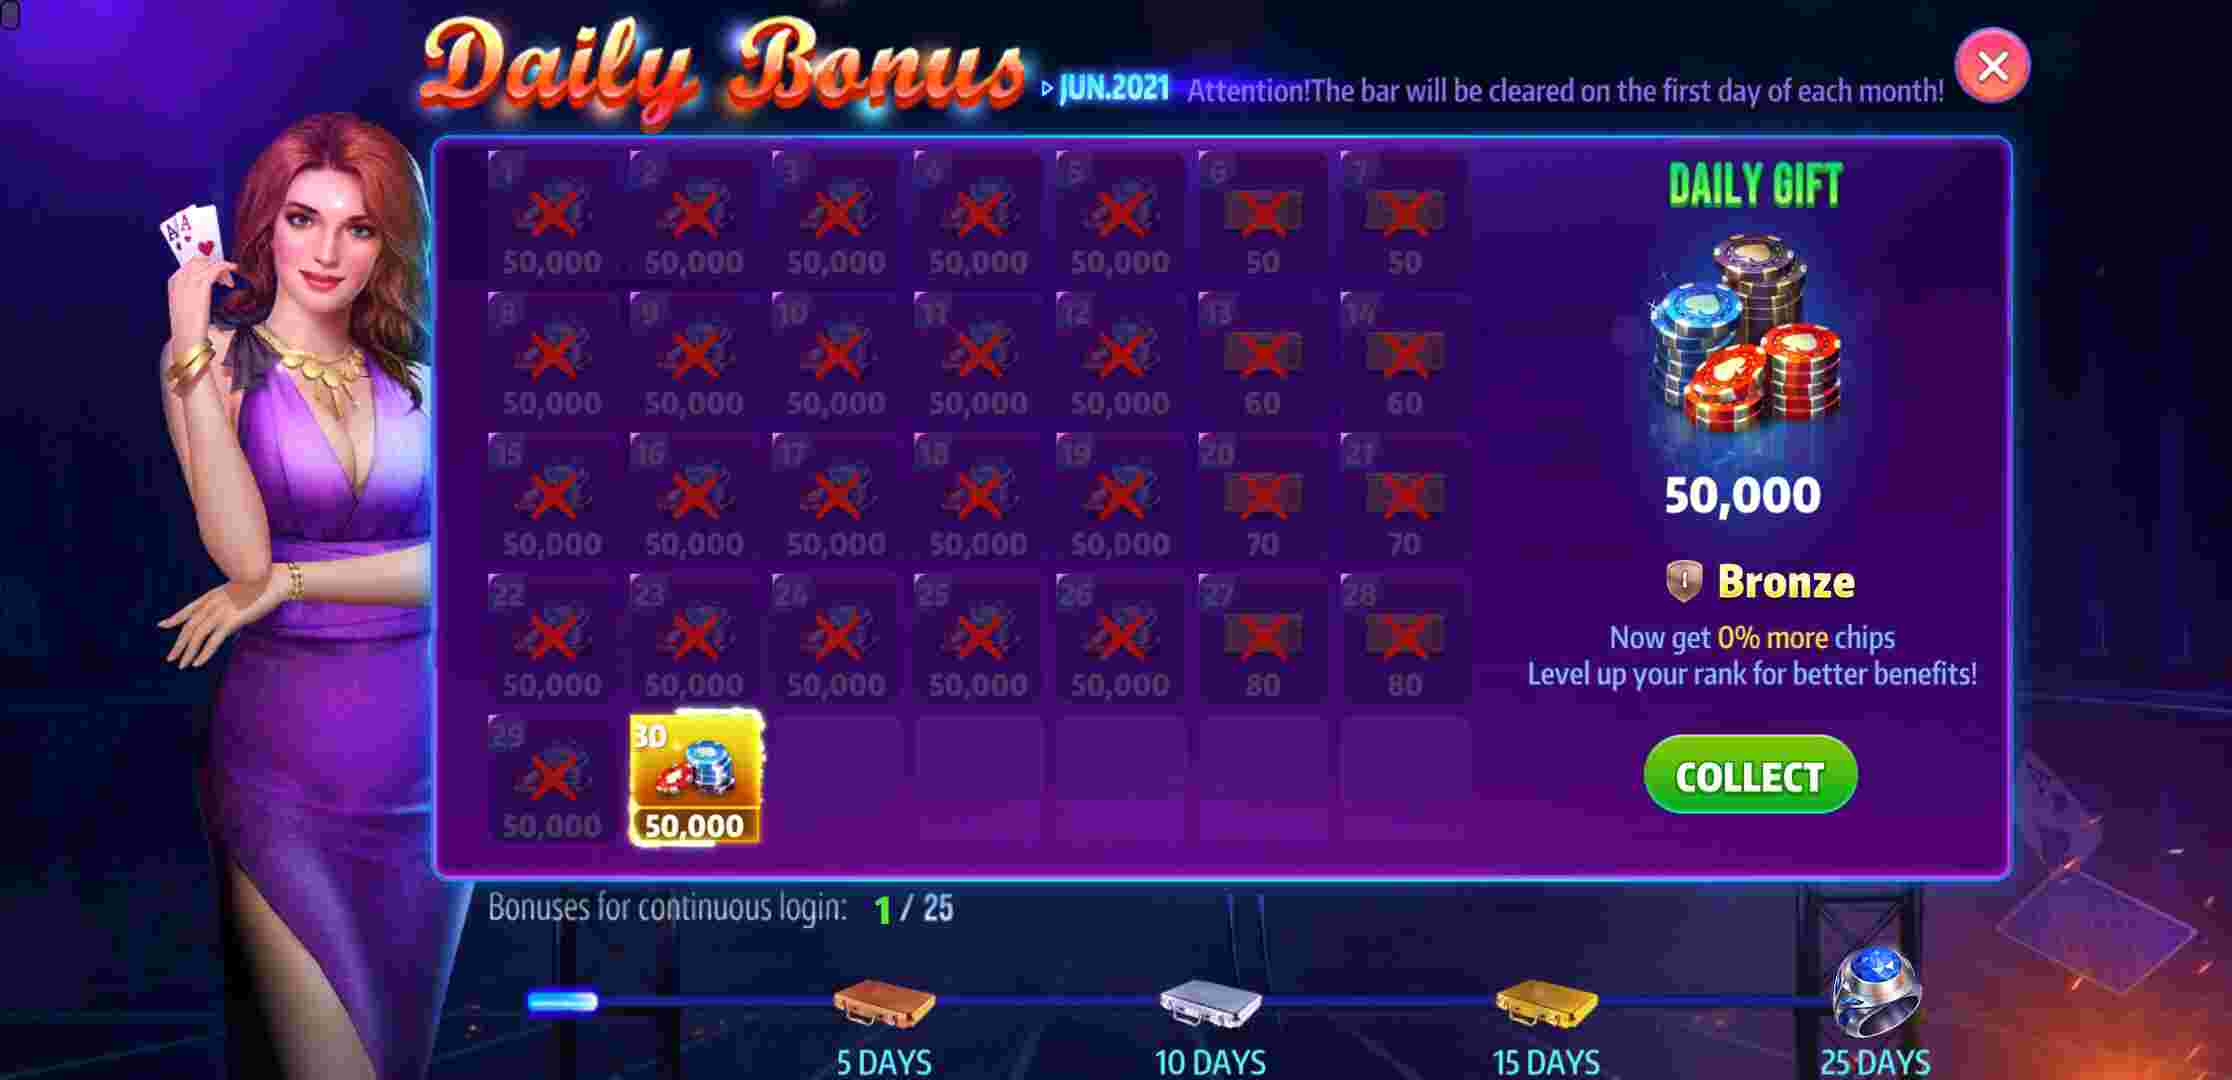 Daily Bonus
JUN.2021
Attention!The bar will be cleared on the first day of each month!
1 2 3 4 5 6 7
50,000 50,000 50,000 50,000 50,000 50 50
8 9 10 11 12 13 14
50,000 50,000 50,000 50,000 50,000 60 60
15 16 17 18 19 20 21
50,000 50,000 50,000 50,000 50,000 70 70
22 23 24 25 26 27 28
50,000 50,000 50,000 50,000 50,000 80 80
29 30
50,000 50,000
DAILY GIFT
50,000
Bronze
Now get 0% more chips
Level up your rank for better benefits!
COLLECT
Bonuses for continuous login: 1 / 25
5 DAYS 10 DAYS 15 DAYS 25 DAYS
A A